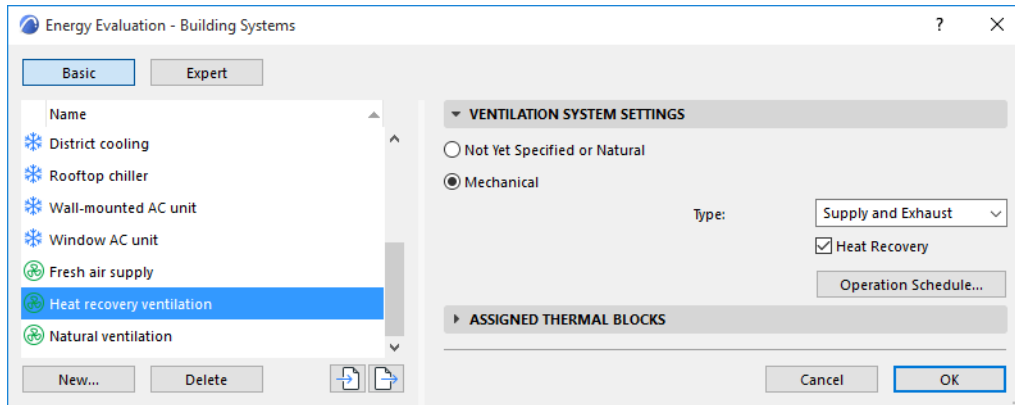 Energy Evaluation - Building Systems
Basic
Expert
Name
District cooling
Rooftop chiller
Wall-mounted AC unit
Window AC unit
Fresh air supply
Heat recovery ventilation
Natural ventilation
New...
Delete
VENTILATION SYSTEM SETTINGS
Not Yet Specified or Natural
Mechanical
Type:
Supply and Exhaust
Heat Recovery
Operation Schedule...
ASSIGNED THERMAL BLOCKS
Cancel
OK